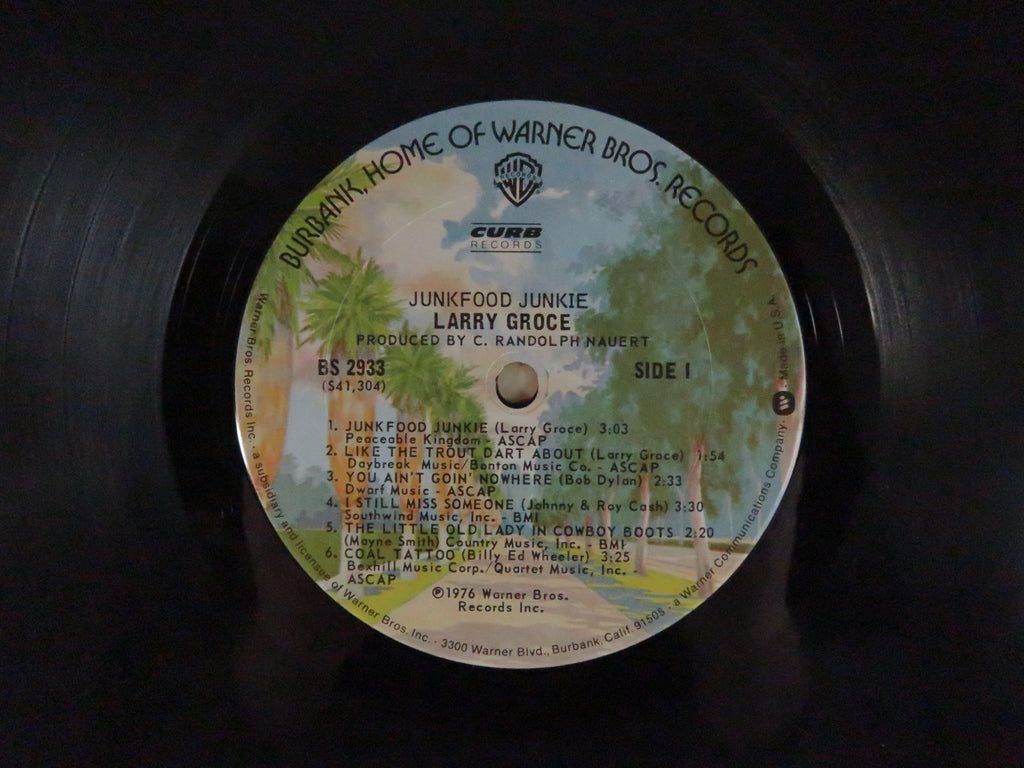 BURBANK, HOME OF WARNER BROS. RECORDS
W B
RECORDS
CURB
RECORDS
JUNKFOOD JUNKIE
LARRY GROCE
PRODUCED BY C. RANDOLPH NAUERT
BS 2933
(S41,304)
SIDE 1
1. JUNKFOOD JUNKIE (Larry Groce) 3:03
Peaceable Kingdom - ASCAP
2. LIKE THE TROUT DART ABOUT (Larry Groce) 1:54
Daybreak Music/Bonton Music Co. - ASCAP
3. YOU AIN'T GOIN' NOWHERE (Bob Dylan) 2:33
Dwarf Music - ASCAP
4. I STILL MISS SOMEONE (Johnny & Roy Cash) 3:30
Southwind Music, Inc. - BMI
5. THE LITTLE OLD LADY IN COWBOY BOOTS 2:20
(Mayne Smith) Country Music, Inc. - BMI
6. COAL TATTOO (Billy Ed Wheeler) 3:25
Bexhill Music Corp./Quartet Music, Inc. -
ASCAP
℗1976 Warner Bros.
Records Inc.
Warner Bros. Records Inc. - a subsidiary and licensee of Warner Bros. Inc. - 3300 Warner Blvd., Burbank, Calif. 91505 - a Warner Communications Company. W. Made in U.S.A.